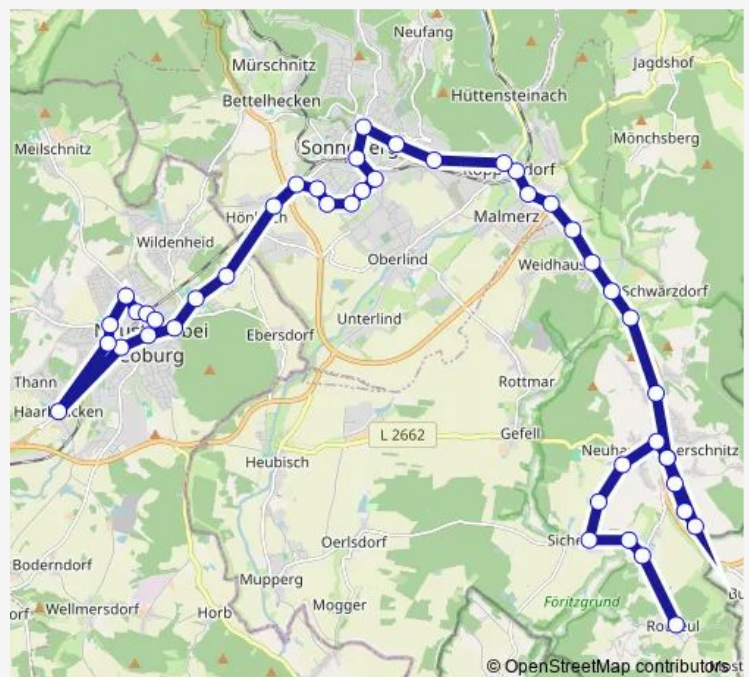 Neufang
Jagdshof
Mürschnitz
Hüttensteinach
Bettelhecken
Mönchsberg
Meilschnitz
Malmerz
Wildenheid
Oberlind
Schwärzdorf
Unterlind
Ebersdorf
Coburg
Thann
Rottmar
L 2662
Gefell
Heubisch
Oerlsdorf
Boderndorf
Mupperg
Föritzgrund
Wellmersdorf
Horb
Mogger
© OpenStreetMap contributors